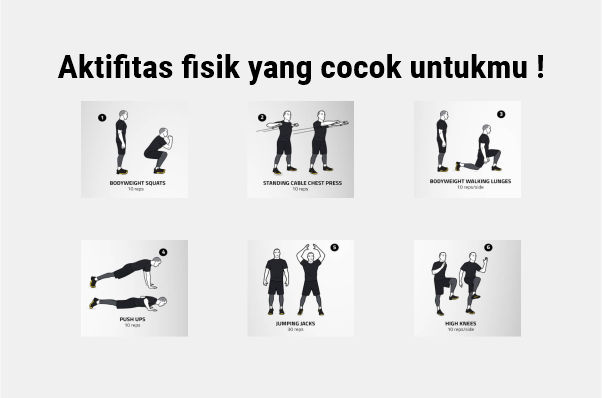 Aktifitas fisik yang cocok untukmu !
1
BODYWEIGHT SQUATS
10 reps
2
STANDING CABLE CHEST PRESS
10 reps
3
BODYWEIGHT WALKING LUNGES
10 reps/side
4
PUSH UPS
10 reps
5
JUMPING JACKS
30 reps
6
HIGH KNEES
10 reps/side